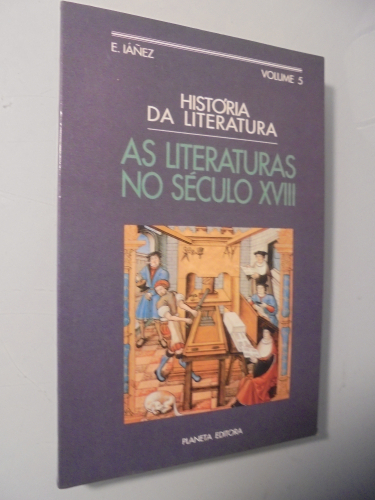 E. IÁÑEZ
VOLUME 5
HISTÓRIA
DA LITERATURA
AS LITERATURAS
NO SÉCULO XVIII
PLANETA EDITORA